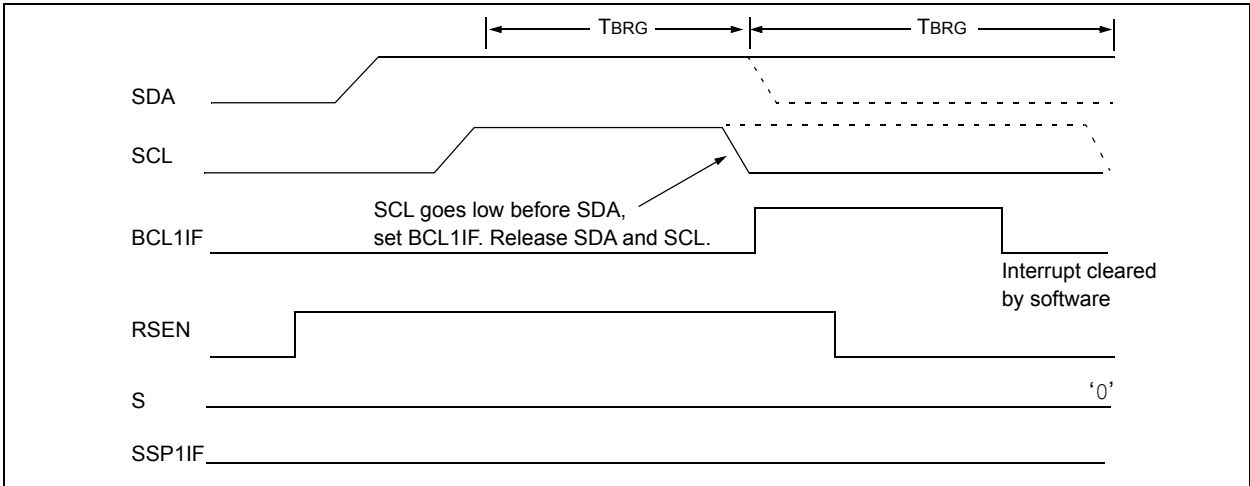 TBRG TBRG
SDA
SCL
SCL goes low before SDA,
set BCL1IF. Release SDA and SCL.
BCL1IF
Interrupt cleared
by software
RSEN
S ‘0’
SSP1IF